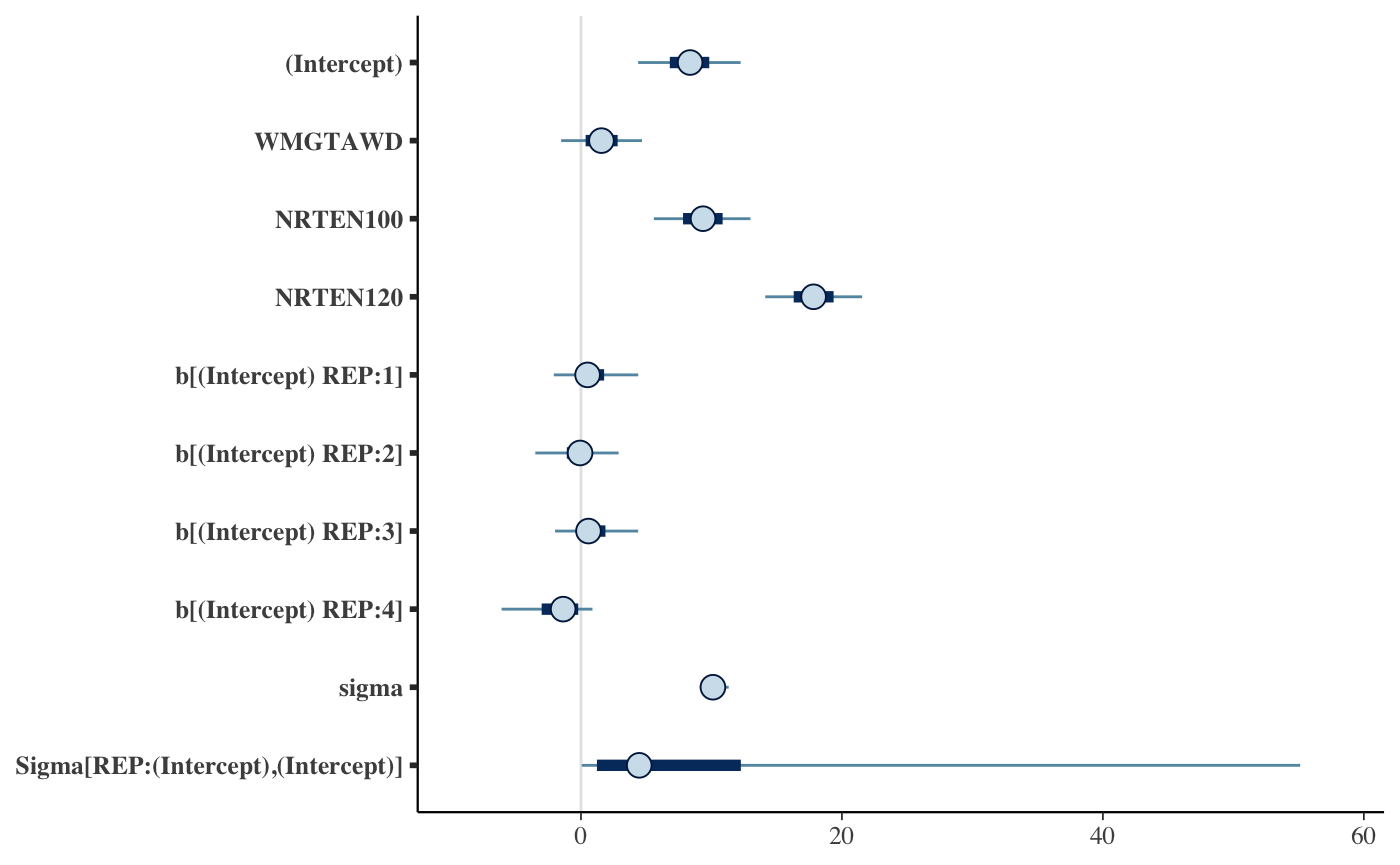 (Intercept)
WMGTAWD
NRTEN100
NRTEN120
b[(Intercept) REP:1]
b[(Intercept) REP:2]
b[(Intercept) REP:3]
b[(Intercept) REP:4]
sigma
Sigma[REP:(Intercept),(Intercept)]
0 20 40 60